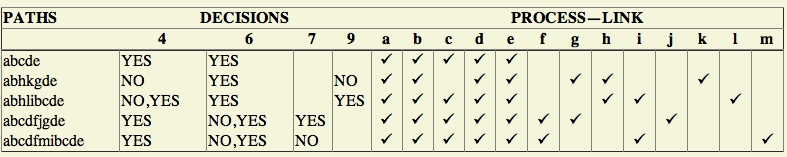 PATHS DECISIONS PROCESS—LINK
4 6 7 9 a b c d e f g h i j k l m
abcde YES YES ✓ ✓ ✓ ✓ ✓
abhkgde NO YES NO ✓ ✓ ✓ ✓ ✓ ✓ ✓
abhlibcde NO,YES YES YES ✓ ✓ ✓ ✓ ✓ ✓ ✓ ✓
abcdfjgde YES NO,YES YES ✓ ✓ ✓ ✓ ✓ ✓ ✓ ✓
abcdfmibcde YES NO,YES NO ✓ ✓ ✓ ✓ ✓ ✓ ✓ ✓